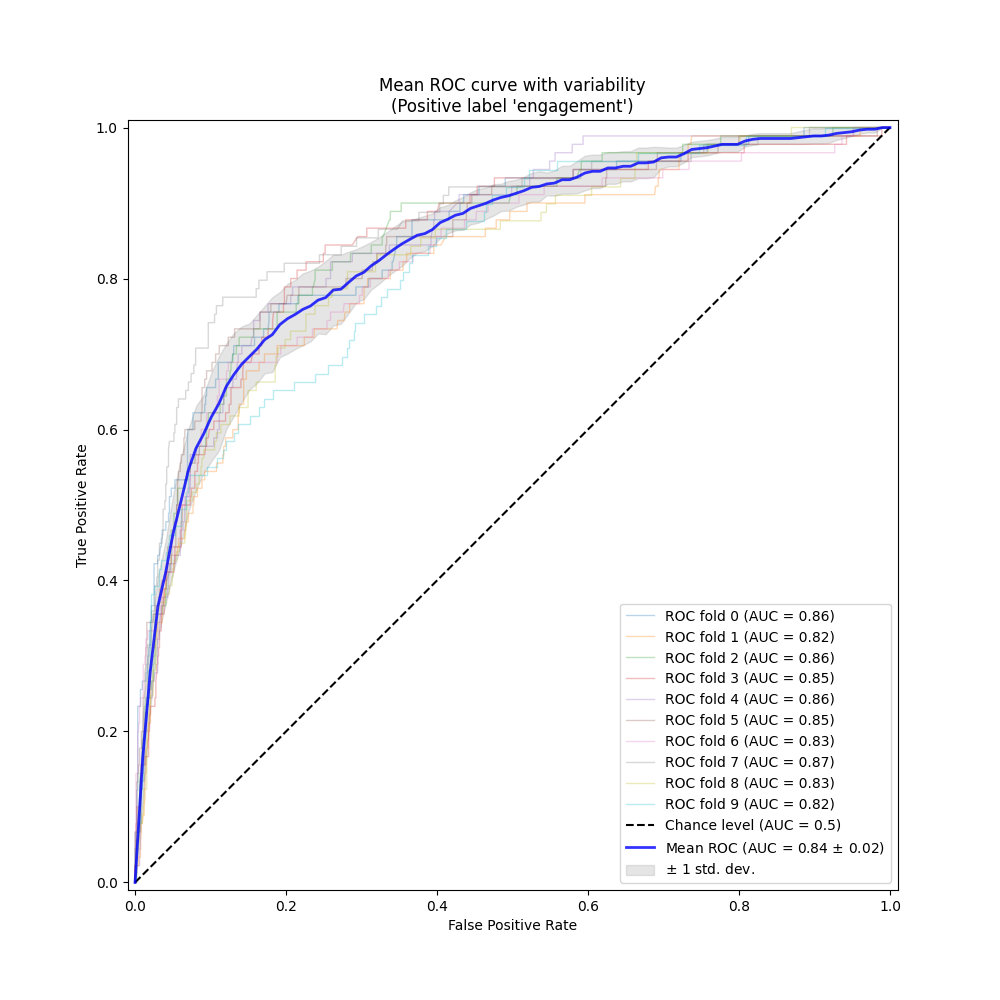 Mean ROC curve with variability
(Positive label 'engagement')
True Positive Rate
1.0
0.8
0.6
0.4
0.2
0.0
0.0 0.2 0.4 0.6 0.8 1.0
False Positive Rate
ROC fold 0 (AUC = 0.86)
ROC fold 1 (AUC = 0.82)
ROC fold 2 (AUC = 0.86)
ROC fold 3 (AUC = 0.85)
ROC fold 4 (AUC = 0.86)
ROC fold 5 (AUC = 0.85)
ROC fold 6 (AUC = 0.83)
ROC fold 7 (AUC = 0.87)
ROC fold 8 (AUC = 0.83)
ROC fold 9 (AUC = 0.82)
Chance level (AUC = 0.5)
Mean ROC (AUC = 0.84 ± 0.02)
± 1 std. dev.